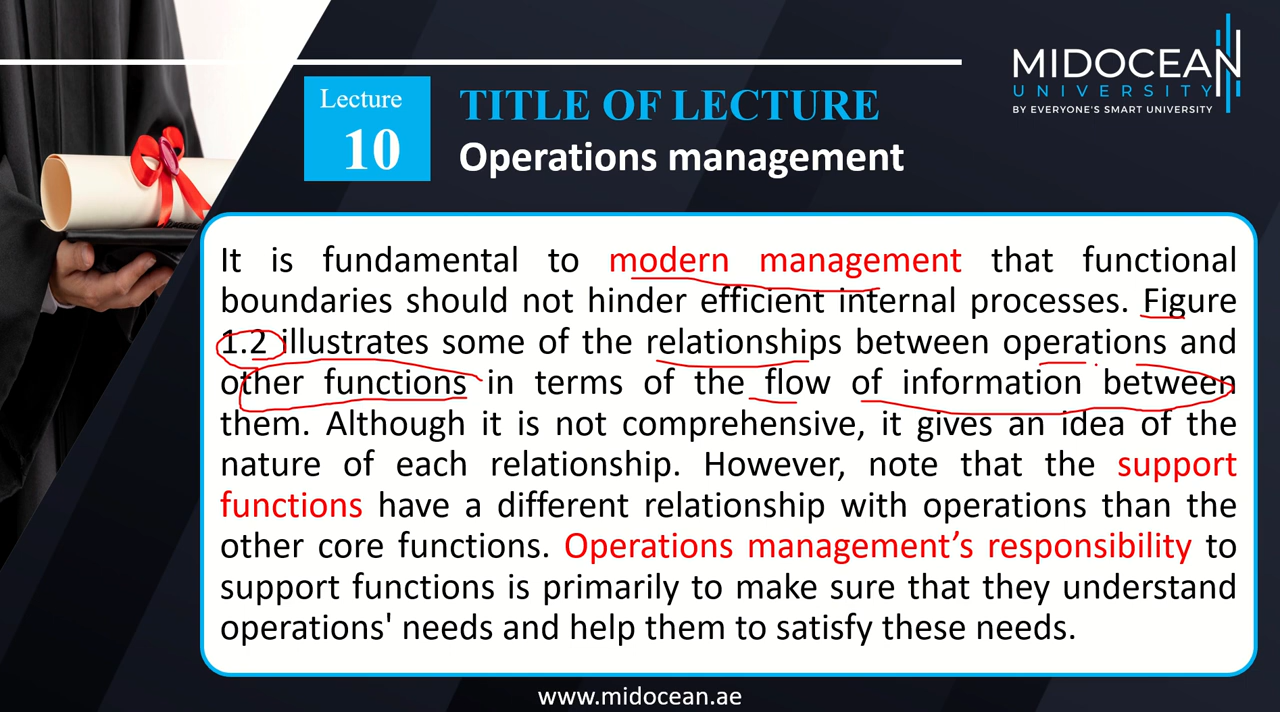 MIDOCEAN
UNIVERSITY
BY EVERYONE'S SMART UNIVERSITY
Lecture
10
TITLE OF LECTURE
Operations management
It is fundamental to modern management that functional
boundaries should not hinder efficient internal processes. Figure
1.2 illustrates some of the relationships between operations and
other functions in terms of the flow of information between
them. Although it is not comprehensive, it gives an idea of the
nature of each relationship. However, note that the support
functions have a different relationship with operations than the
other core functions. Operations management’s responsibility to
support functions is primarily to make sure that they understand
operations' needs and help them to satisfy these needs.
www.midocean.ae